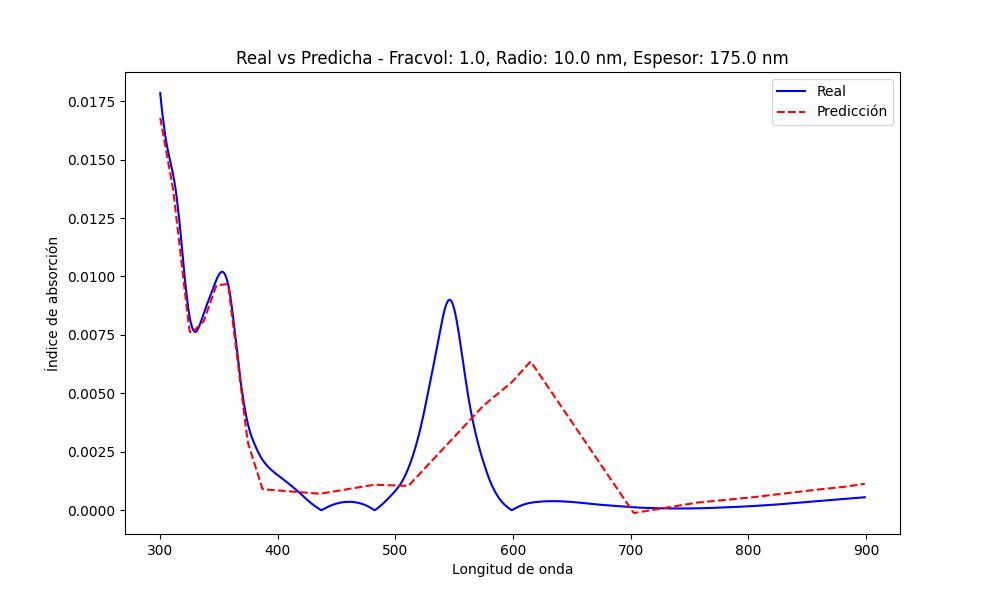 Real vs Predicha - Fracvol: 1.0, Radio: 10.0 nm, Espesor: 175.0 nm
Real
Predicción
Índice de absorción
0.0175
0.0150
0.0125
0.0100
0.0075
0.0050
0.0025
0.0000
300 400 500 600 700 800 900
Longitud de onda